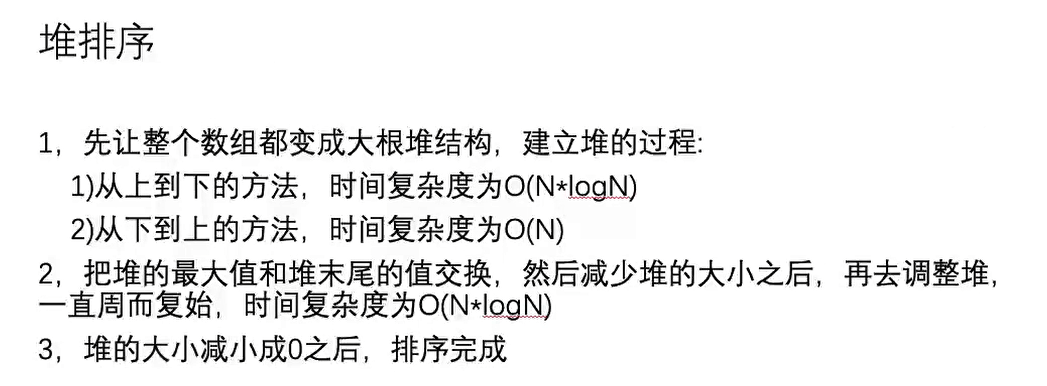 堆排序
1，先让整个数组都变成大根堆结构，建立堆的过程:
1)从上到下的方法，时间复杂度为O(N*logN)
2)从下到上的方法，时间复杂度为O(N)
2，把堆的最大值和堆末尾的值交换，然后减少堆的大小之后，再去调整堆，
一直周而复始，时间复杂度为O(N*logN)
3，堆的大小减小成0之后，排序完成